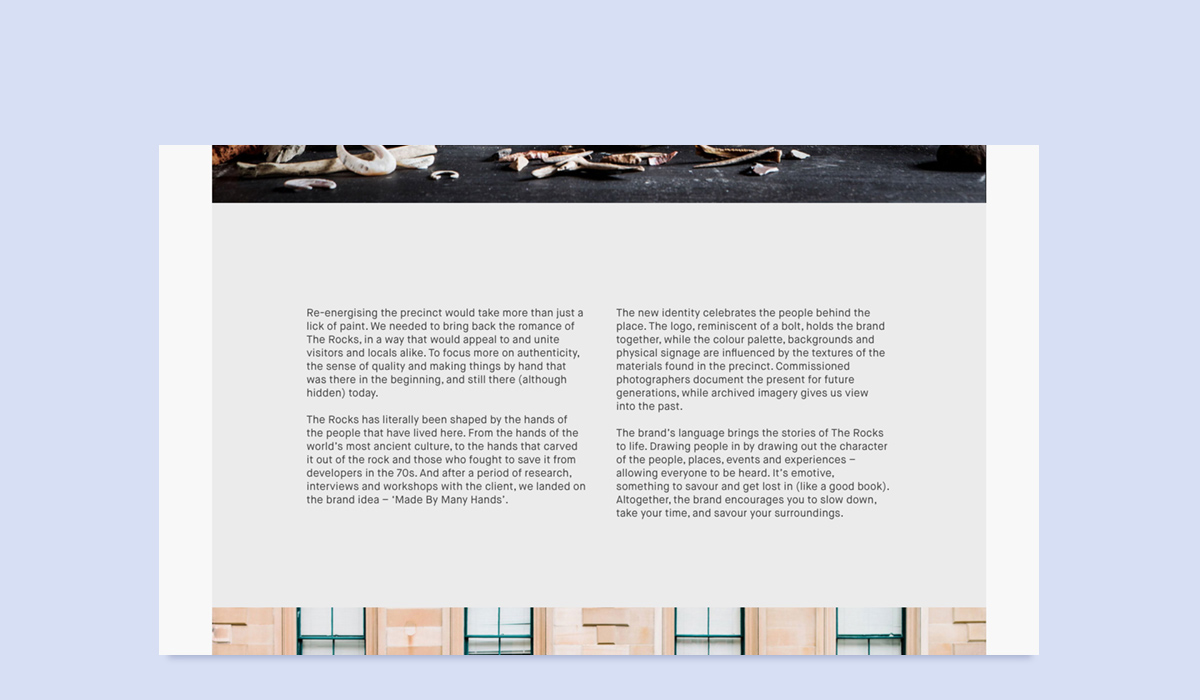 Re-energising the precinct would take more than just a
lick of paint. We needed to bring back the romance of
The Rocks, in a way that would appeal to and unite
visitors and locals alike. To focus more on authenticity,
the sense of quality and making things by hand that
was there in the beginning, and still there (although
hidden) today.
The Rocks has literally been shaped by the hands of
the people that have lived here. From the hands of the
world's most ancient culture, to the hands that carved
it out of the rock and those who fought to save it from
developers in the 70s. And after a period of research,
interviews and workshops with the client, we landed on
the brand idea – ‘Made By Many Hands’.
The new identity celebrates the people behind the
place. The logo, reminiscent of a bolt, holds the brand
together, while the colour palette, backgrounds and
physical signage are influenced by the textures of the
materials found in the precinct. Commissioned
photographers document the present for future
generations, while archived imagery gives us view
into the past.
The brand's language brings the stories of The Rocks
to life. Drawing people in by drawing out the character
of the people, places, events and experiences –
allowing everyone to be heard. It's emotive,
something to savour and get lost in (like a good book).
Altogether, the brand encourages you to slow down,
take your time, and savour your surroundings.